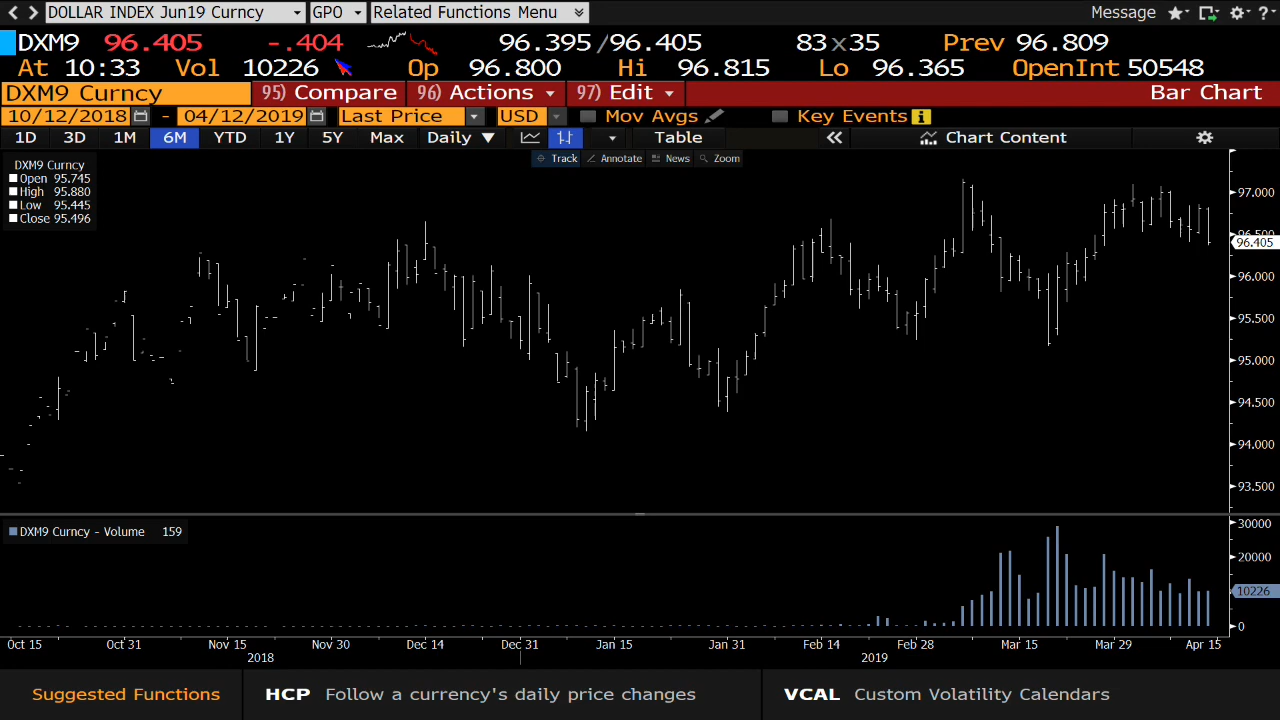 DOLLAR INDEX Jun19 Curncy GPO Related Functions Menu Message ?
DXM9 96.405 -.404 96.395/96.405 83x35 Prev 96.809
At 10:33 Vol 10226 Op 96.800 Hi 96.815 Lo 96.365 OpenInt 50548
DXM9 Curncy 95) Compare 96) Actions 97) Edit Bar Chart
10/12/2018 - 04/12/2019 Last Price USD Mov Avgs Key Events i
1D 3D 1M 6M YTD 1Y 5Y Max Daily ▼ Table « Chart Content
Track Annotate News Zoom
DXM9 Curncy
Open 95.745
High 95.880
Low 95.445
Close 95.496
97.000
96.500
96.405
96.000
95.500
95.000
94.500
94.000
93.500
DXM9 Curncy - Volume 159
30000
20000
10226
0
Oct 15 Oct 31 Nov 15 Nov 30 Dec 14 Dec 31 Jan 15 Jan 31 Feb 14 Feb 28 Mar 15 Mar 29 Apr 15
2018 2019
Suggested Functions HCP Follow a currency's daily price changes VCAL Custom Volatility Calendars